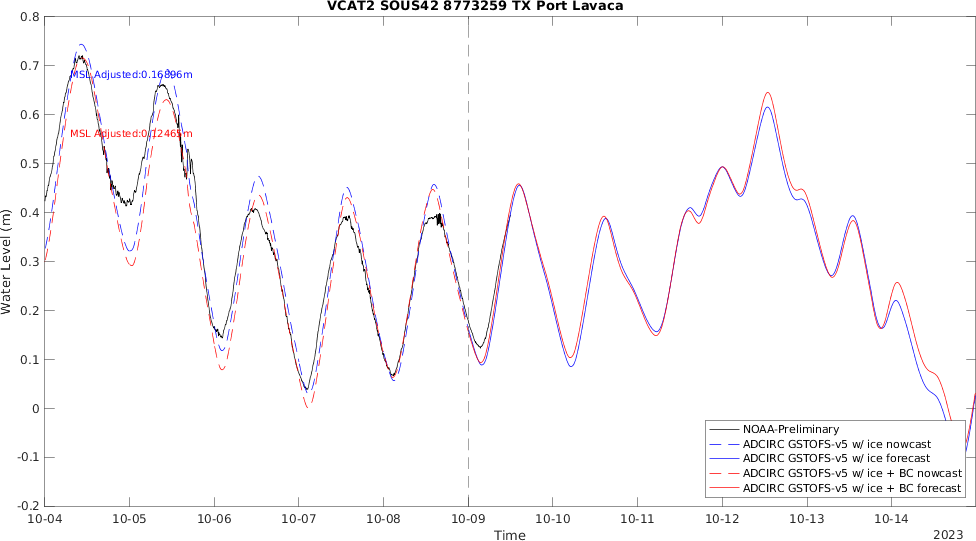 VCAT2 SOUS42 8773259 TX Port Lavaca
0.8
0.7
0.6
0.5
0.4
0.3
0.2
0.1
0
-0.1
-0.2
Water Level (m)
MSL Adjusted:0.16896m
MSL Adjusted:0.12465m
NOAA-Preliminary
ADCIRC GSTOFS-v5 w/ ice nowcast
ADCIRC GSTOFS-v5 w/ ice forecast
ADCIRC GSTOFS-v5 w/ ice + BC nowcast
ADCIRC GSTOFS-v5 w/ ice + BC forecast
10-04 10-05 10-06 10-07 10-08 10-09 10-10 10-11 10-12 10-13 10-14
Time
2023